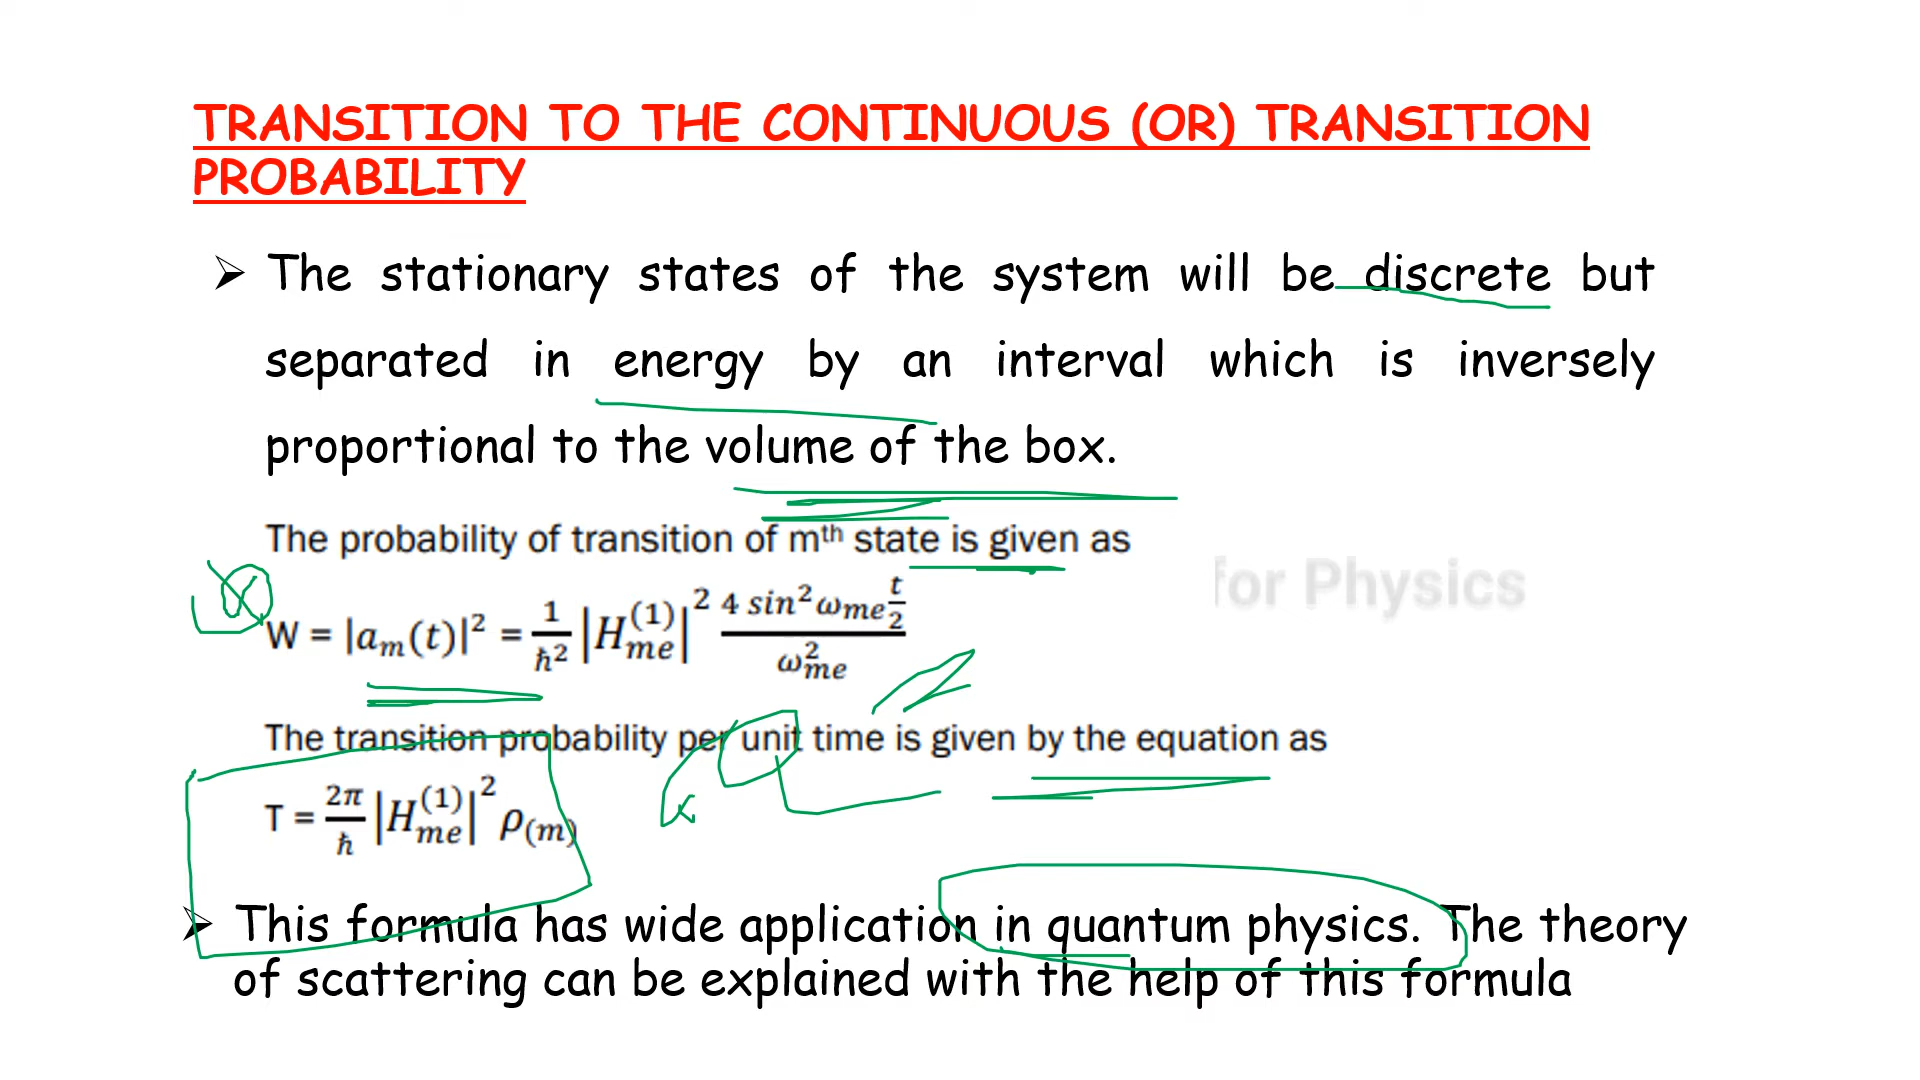 TRANSITION TO THE CONTINUOUS (OR) TRANSITION
PROBABILITY
➢ The stationary states of the system will be discrete but
separated in energy by an interval which is inversely
proportional to the volume of the box.
The probability of transition of mᵗʰ state is given as
for Physics
W = |aₘ(t)|² = 1/ħ² |Hₘₑ⁽¹⁾|² 4 sin² ωₘₑ t/2 / ω²ₘₑ
The transition probability per unit time is given by the equation as
T = 2π/ħ |Hₘₑ⁽¹⁾|² ρ₍ₘ₎
➢ This formula has wide application in quantum physics. The theory
of scattering can be explained with the help of this formula